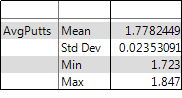 AvgPutts Mean 1.7782449
Std Dev 0.02353091
Min 1.723
Max 1.847